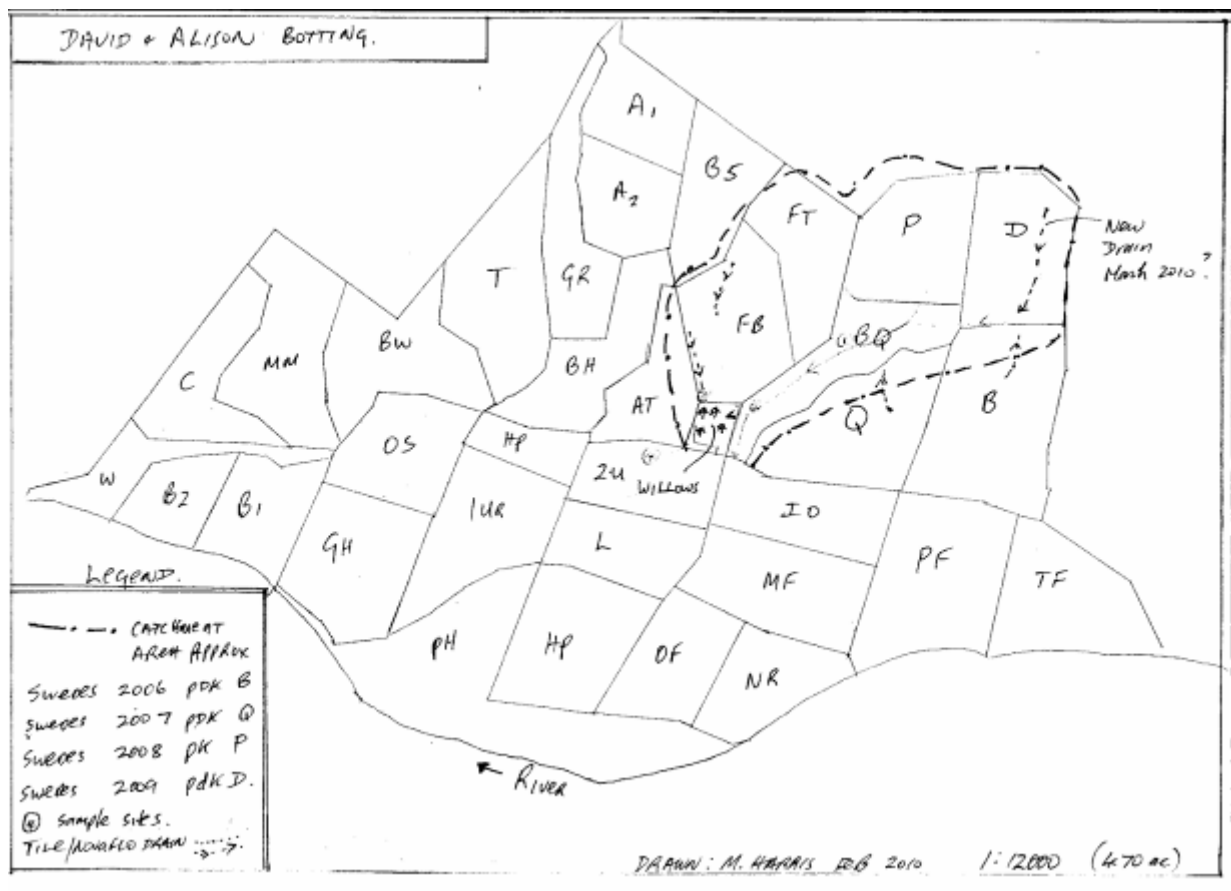 DAVID & ALISON BOTTING.
A1
B5
A2
FT
P
D
NEW
DRAIN
March 2010?
T
GR
FB
BQ
BW
MM
C
BH
AT
B
Q
OS
HP
2U
WILLOWS
W
B2
B1
IUR
IO
GH
L
MF
PF
TF
PH
HP
OF
NR
← RIVER
LEGEND.
CATCHMENT
AREA APPROX
Swedes 2006 pdk B
Swedes 2007 pdk Q
Swedes 2008 pk P
Swedes 2009 pdk D.
sample sites.
TILE/NOVAFLO DRAIN
DRAWN: M. HARRIS FEB 2010 1:12000 (470 ac)